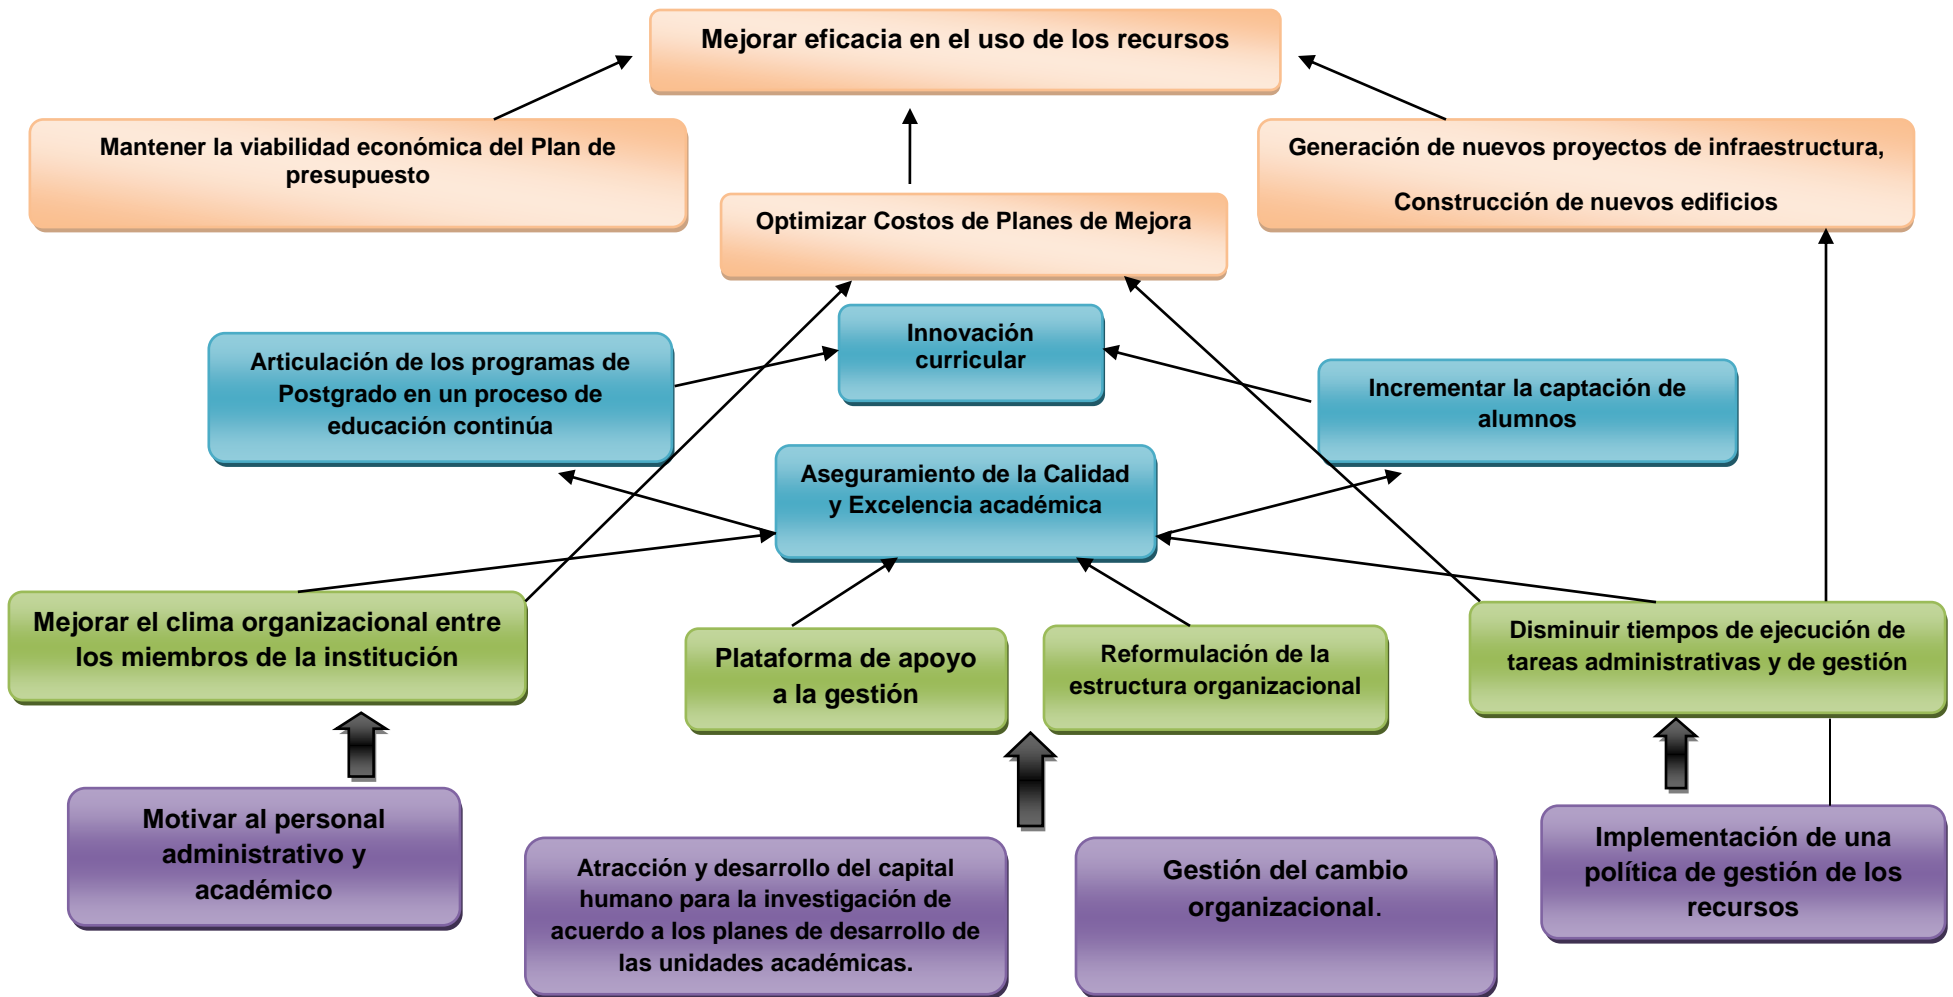 Mejorar eficacia en el uso de los recursos
Mantener la viabilidad económica del Plan de
presupuesto
Generación de nuevos proyectos de infraestructura,
Construcción de nuevos edificios
Optimizar Costos de Planes de Mejora
Innovación
curricular
Articulación de los programas de
Postgrado en un proceso de
educación continúa
Incrementar la captación de
alumnos
Aseguramiento de la Calidad
y Excelencia académica
Mejorar el clima organizacional entre
los miembros de la institución
Plataforma de apoyo
a la gestión
Reformulación de la
estructura organizacional
Disminuir tiempos de ejecución de
tareas administrativas y de gestión
Motivar al personal
administrativo y
académico
Atracción y desarrollo del capital
humano para la investigación de
acuerdo a los planes de desarrollo de
las unidades académicas.
Gestión del cambio
organizacional.
Implementación de una
política de gestión de los
recursos